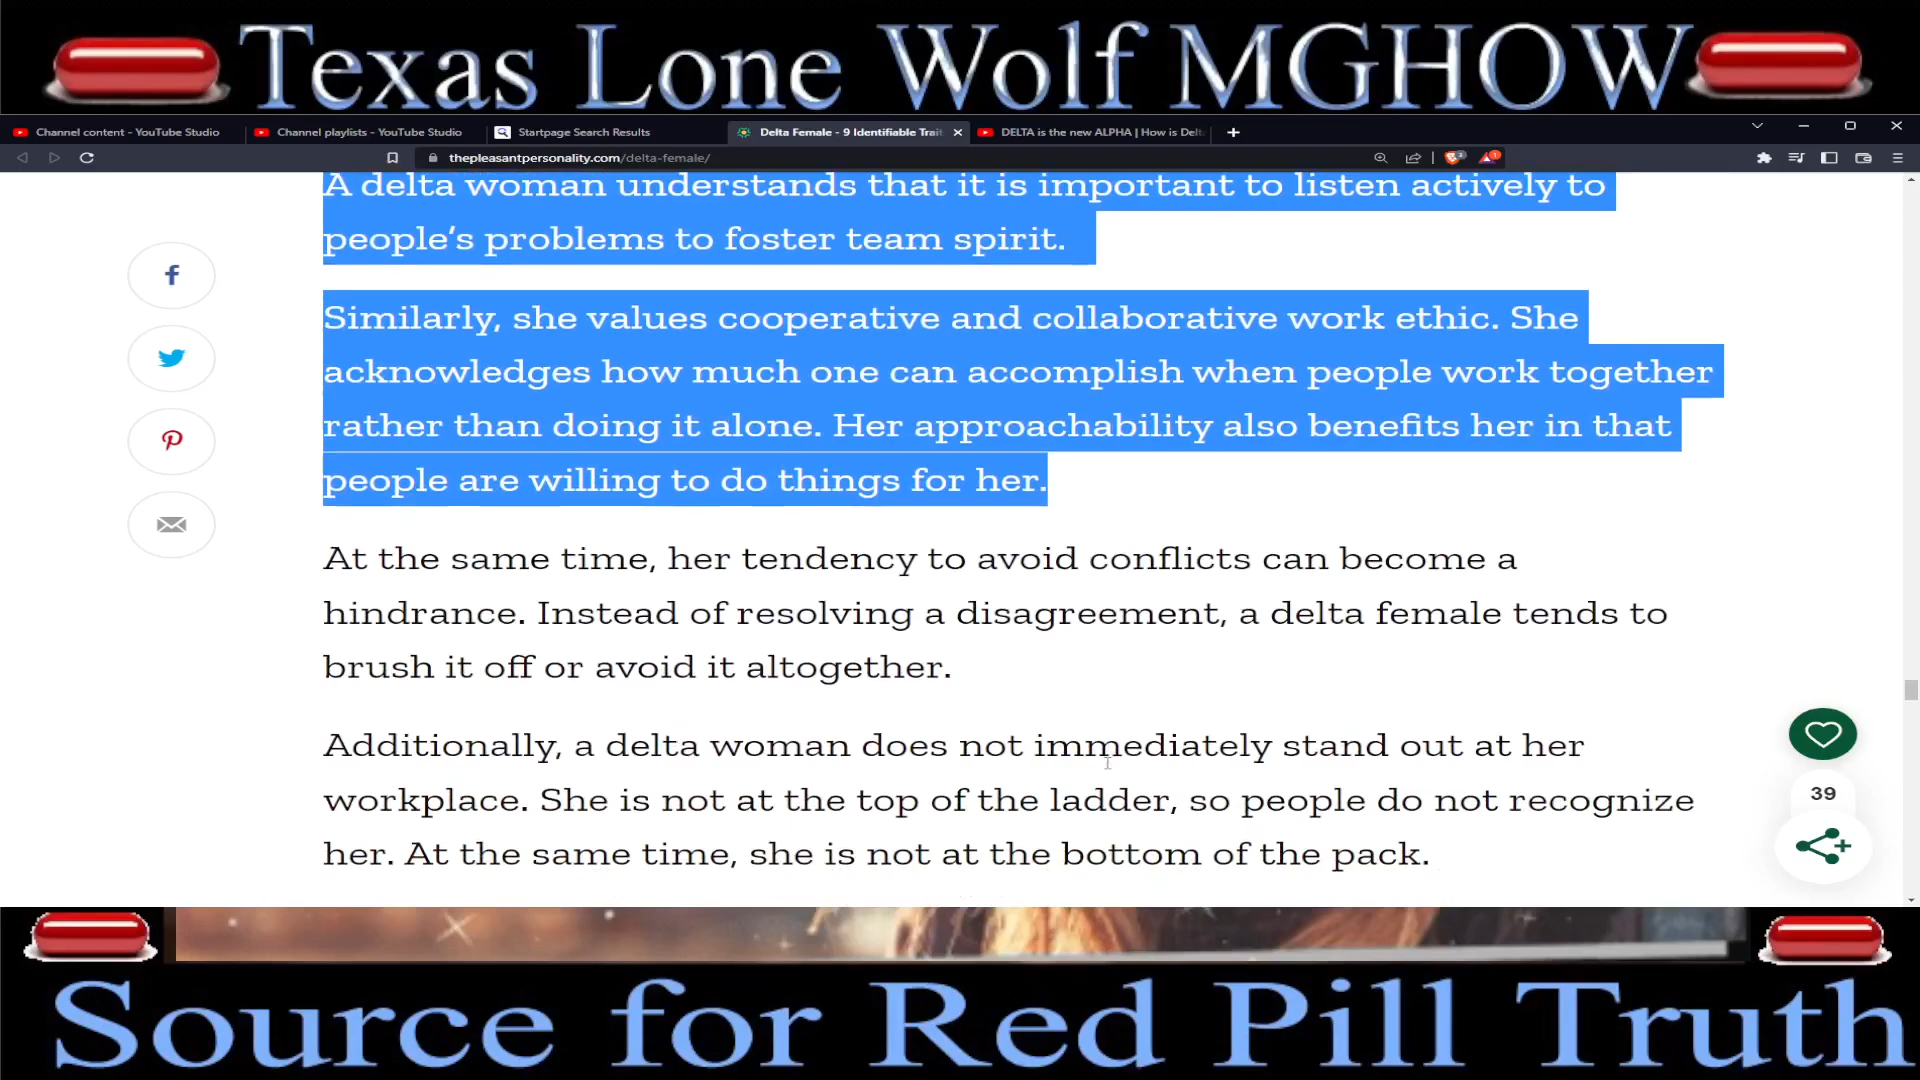 Texas Lone Wolf MGHOW
Channel content - YouTube Studio
Channel playlists - YouTube Studio
Startpage Search Results
Delta Female - 9 Identifiable Trait
DELTA is the new ALPHA | How is Delt
thepleasantpersonality.com/delta-female/
A delta woman understands that it is important to listen actively to
people's problems to foster team spirit.
Similarly, she values cooperative and collaborative work ethic. She
acknowledges how much one can accomplish when people work together
rather than doing it alone. Her approachability also benefits her in that
people are willing to do things for her.
At the same time, her tendency to avoid conflicts can become a
hindrance. Instead of resolving a disagreement, a delta female tends to
brush it off or avoid it altogether.
Additionally, a delta woman does not immediately stand out at her
workplace. She is not at the top of the ladder, so people do not recognize
her. At the same time, she is not at the bottom of the pack.
39
Source for Red Pill Truth